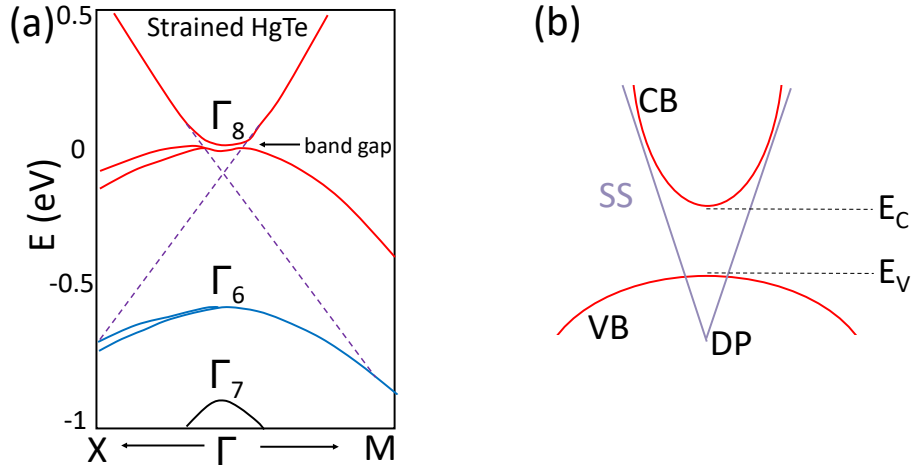 (a)
0.5
Strained HgTe
Γ8
0
band gap
E (eV)
-0.5
Γ6
Γ7
-1
X Γ M
(b)
CB
SS
EC
EV
VB
DP